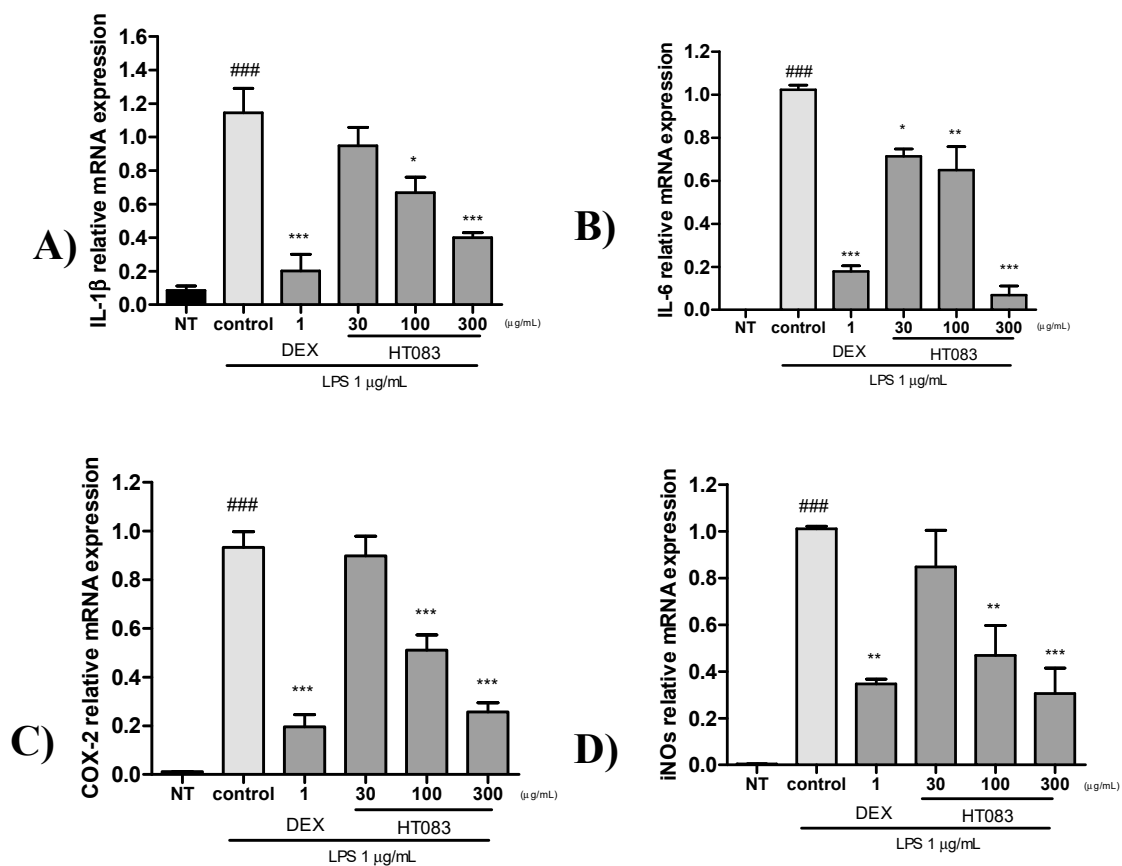 A)
IL-1β relative mRNA expression
1.6
1.4
1.2
1.0
0.8
0.6
0.4
0.2
0.0
###
***
*
***
NT control 1 30 100 300 (μg/mL)
DEX HT083
LPS 1 μg/mL
B)
IL-6 relative mRNA expression
1.2
1.0
0.8
0.6
0.4
0.2
0.0
###
***
*
**
***
NT control 1 30 100 300 (μg/mL)
DEX HT083
LPS 1 μg/mL
C)
COX-2 relative mRNA expression
1.2
1.0
0.8
0.6
0.4
0.2
0.0
###
***
***
***
NT control 1 30 100 300 (μg/mL)
DEX HT083
LPS 1 μg/mL
D)
iNOs relative mRNA expression
1.2
1.0
0.8
0.6
0.4
0.2
0.0
###
**
**
***
NT control 1 30 100 300 (μg/mL)
DEX HT083
LPS 1 μg/mL